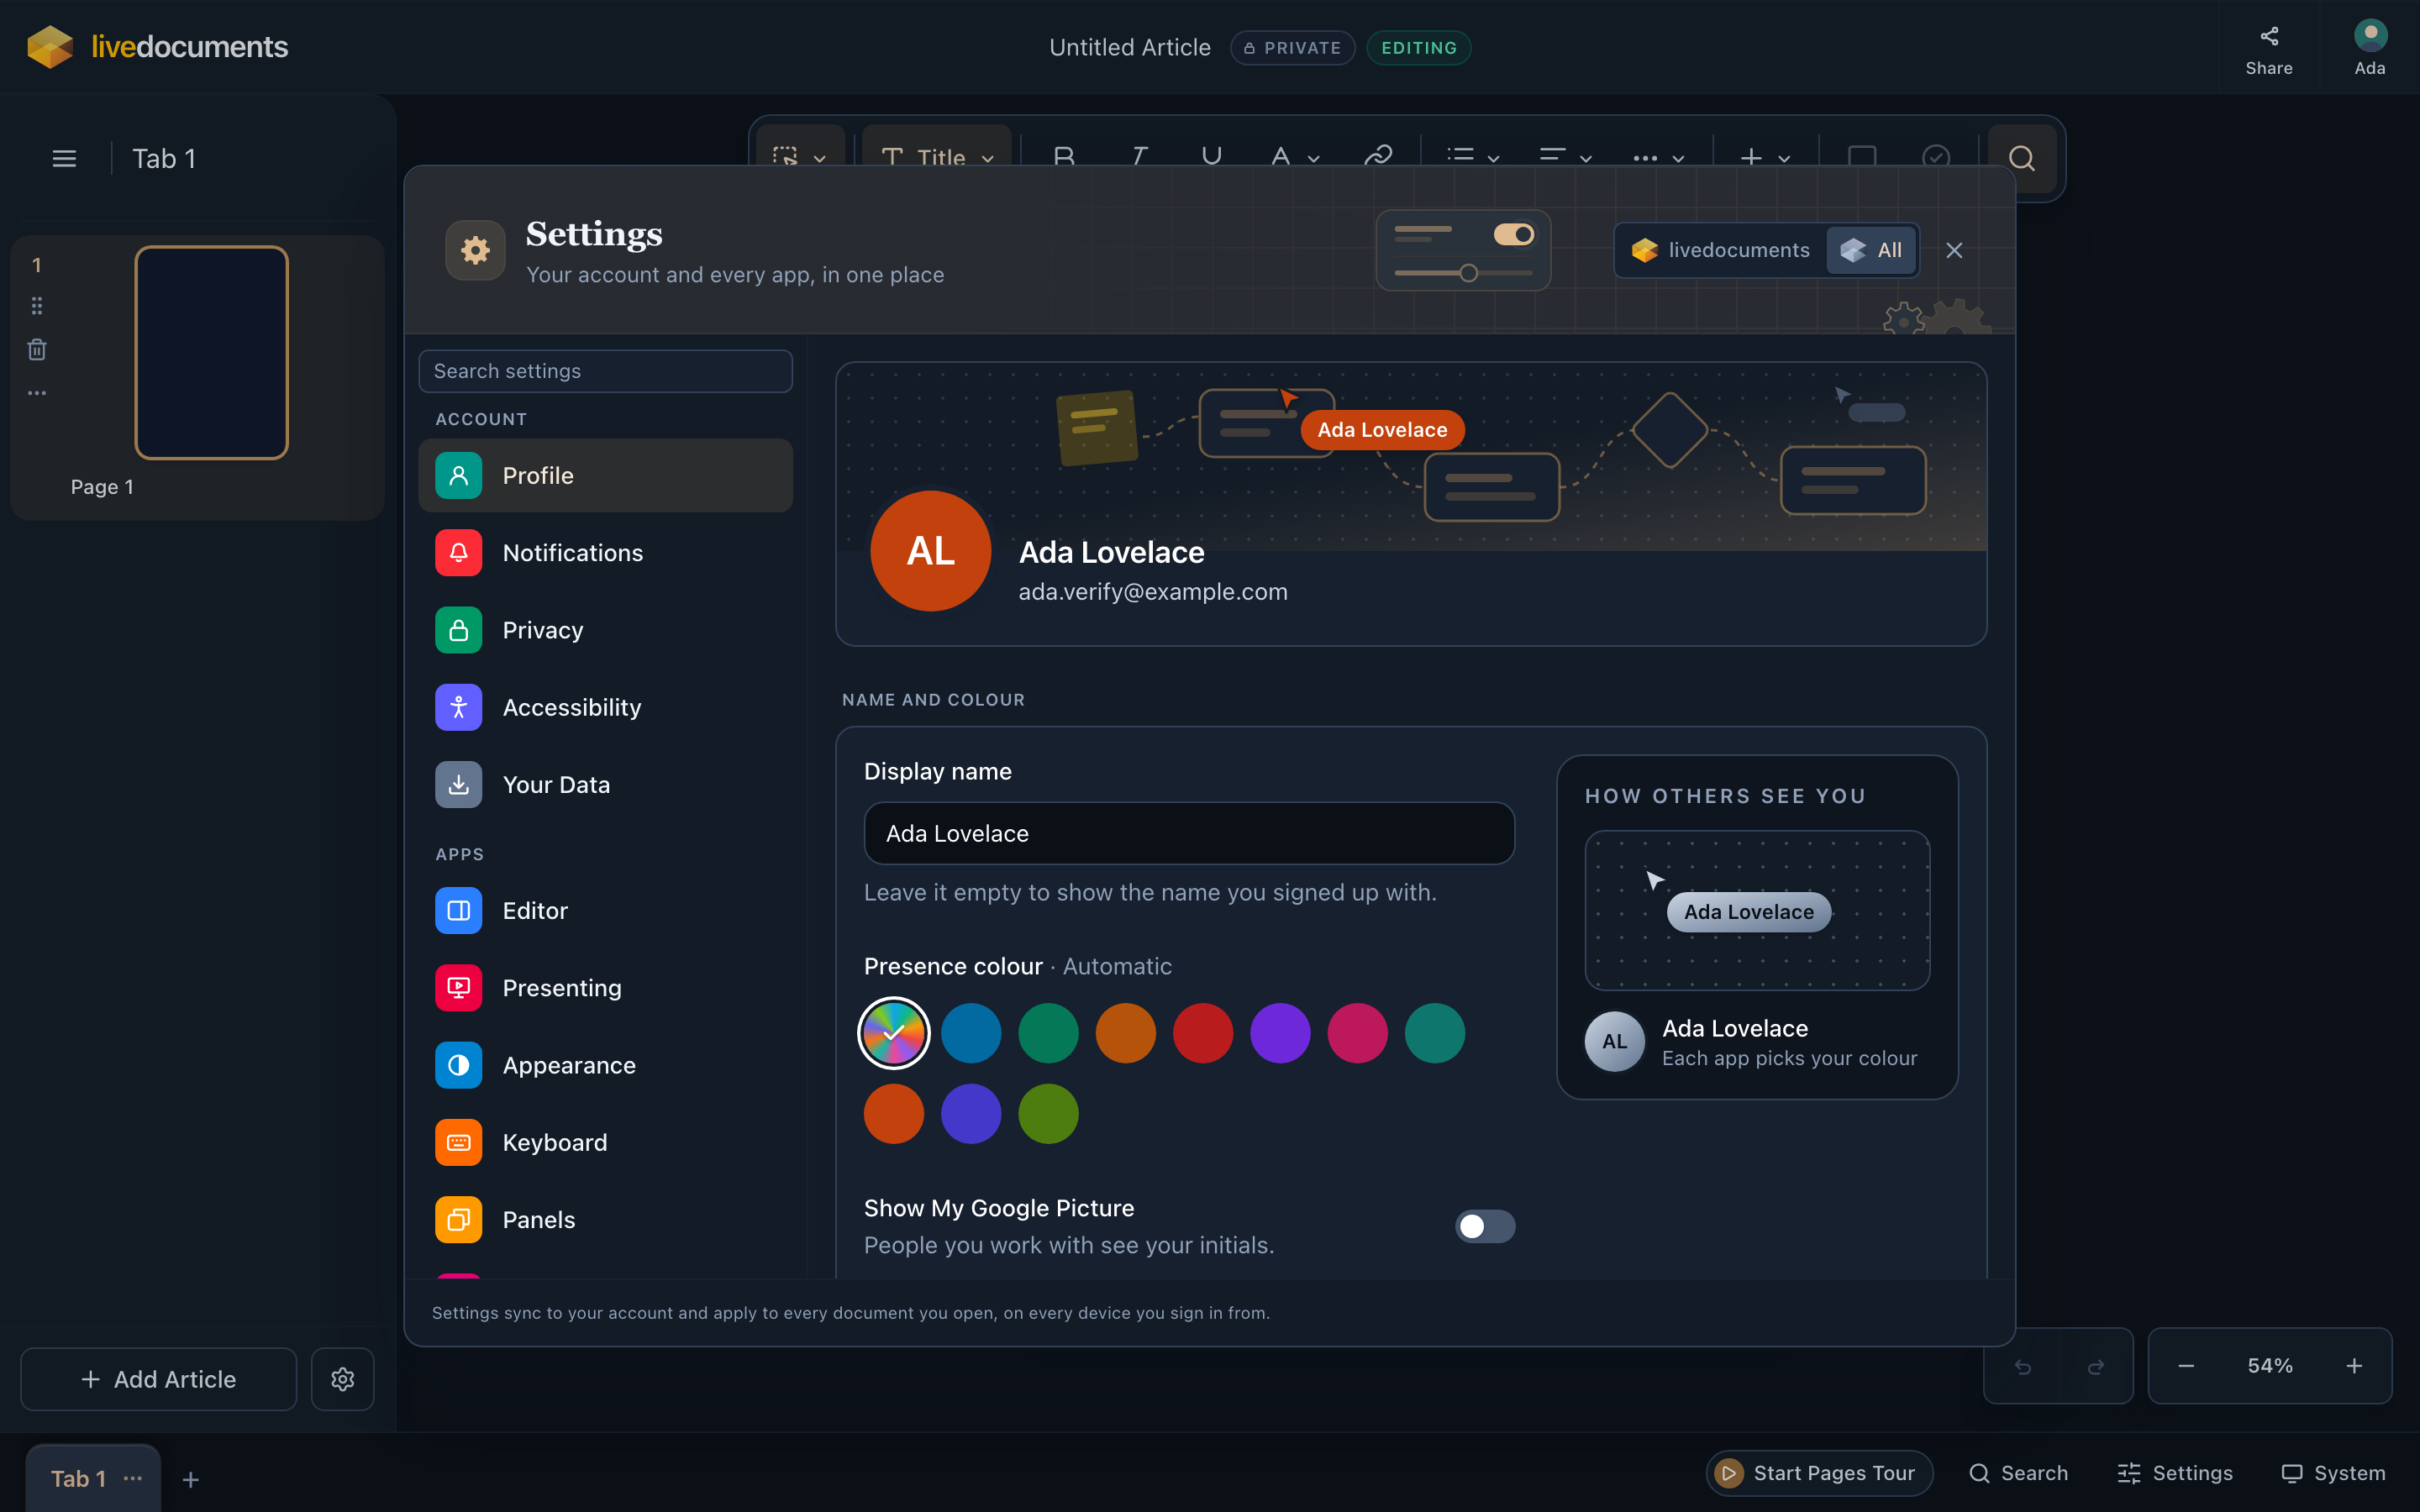 livedocuments
Untitled Article
PRIVATE
EDITING
Share
Ada
Tab 1
Title
1
Page 1
Settings
Your account and every app, in one place
livedocuments
All
Search settings
ACCOUNT
Profile
Notifications
Privacy
Accessibility
Your Data
APPS
Editor
Presenting
Appearance
Keyboard
Panels
Ada Lovelace
AL
Ada Lovelace
ada.verify@example.com
NAME AND COLOUR
Display name
Ada Lovelace
Leave it empty to show the name you signed up with.
Presence colour · Automatic
Show My Google Picture
People you work with see your initials.
HOW OTHERS SEE YOU
Ada Lovelace
AL
Ada Lovelace
Each app picks your colour
Settings sync to your account and apply to every document you open, on every device you sign in from.
Add Article
54%
Tab 1
Start Pages Tour
Search
Settings
System